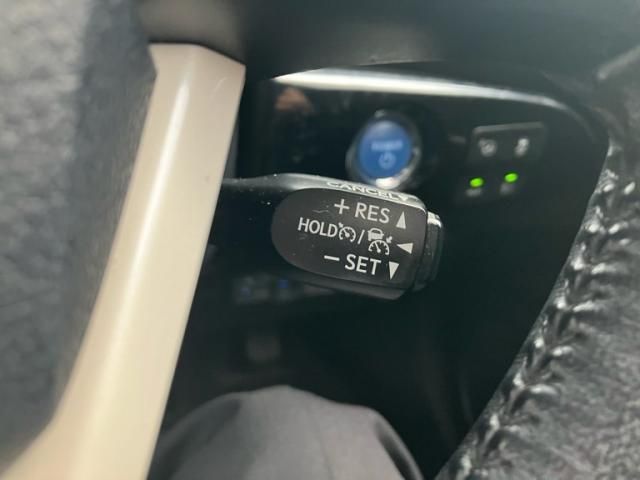 CANCEL
+ RES ▲
HOLD / ◀
− SET ▼